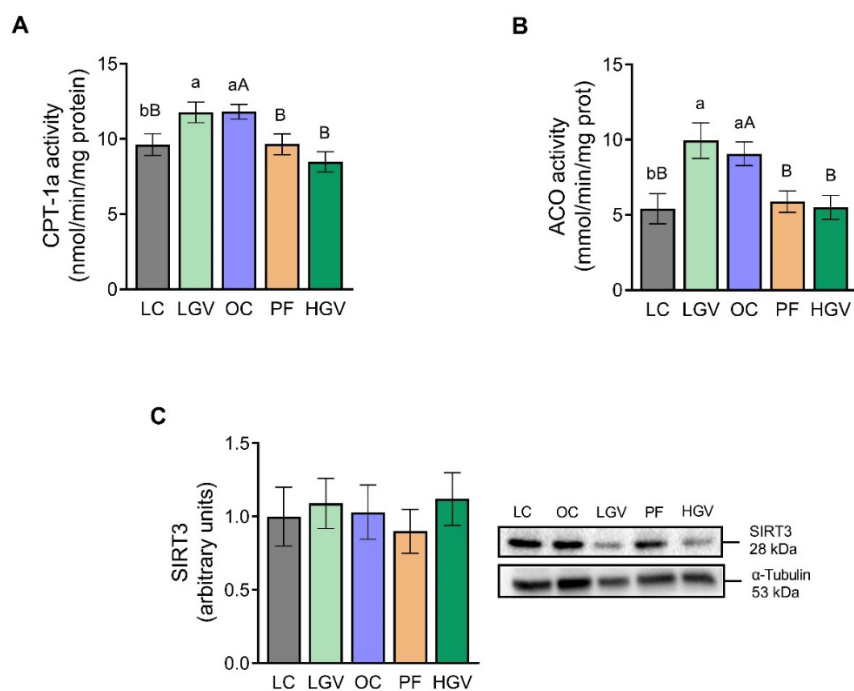 A
CPT-1a activity
(nmol/min/mg protein)
15
10
5
0
bB
a
aA
B
B
LC LGV OC PF HGV
B
ACO activity
(mmol/min/mg prot)
15
10
5
0
bB
a
aA
B
B
LC LGV OC PF HGV
C
SIRT3
(arbitrary units)
1.5
1.0
0.5
0.0
LC LGV OC PF HGV
LC OC LGV PF HGV
SIRT3
28 kDa
α-Tubulin
53 kDa